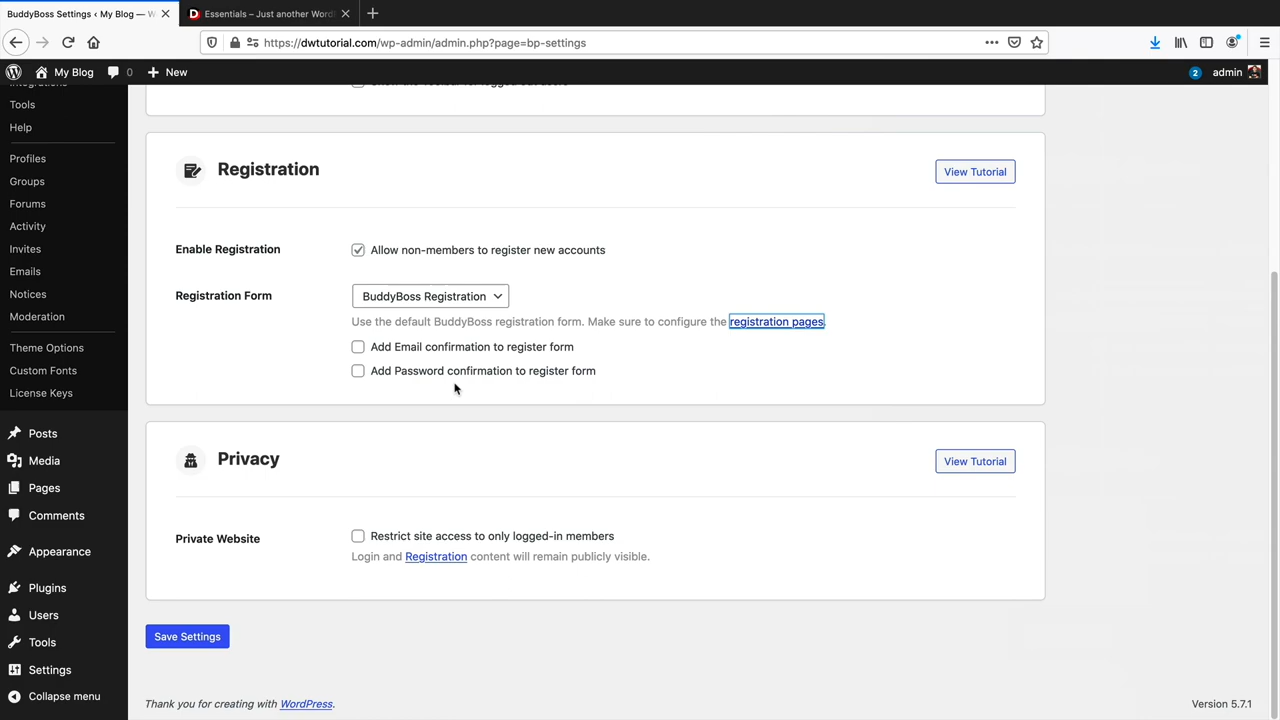 BuddyBoss Settings ‹ My Blog — W
Essentials – Just another Word
https://dwtutorial.com/wp-admin/admin.php?page=bp-settings
My Blog
0
New
2
admin
Tools
Help
Profiles
Groups
Forums
Activity
Invites
Emails
Notices
Moderation
Theme Options
Custom Fonts
License Keys
Posts
Media
Pages
Comments
Appearance
Plugins
Users
Tools
Settings
Collapse menu
Registration
View Tutorial
Enable Registration
Allow non-members to register new accounts
Registration Form
BuddyBoss Registration
Use the default BuddyBoss registration form. Make sure to configure the registration pages.
Add Email confirmation to register form
Add Password confirmation to register form
Privacy
View Tutorial
Private Website
Restrict site access to only logged-in members
Login and Registration content will remain publicly visible.
Save Settings
Thank you for creating with WordPress.
Version 5.7.1